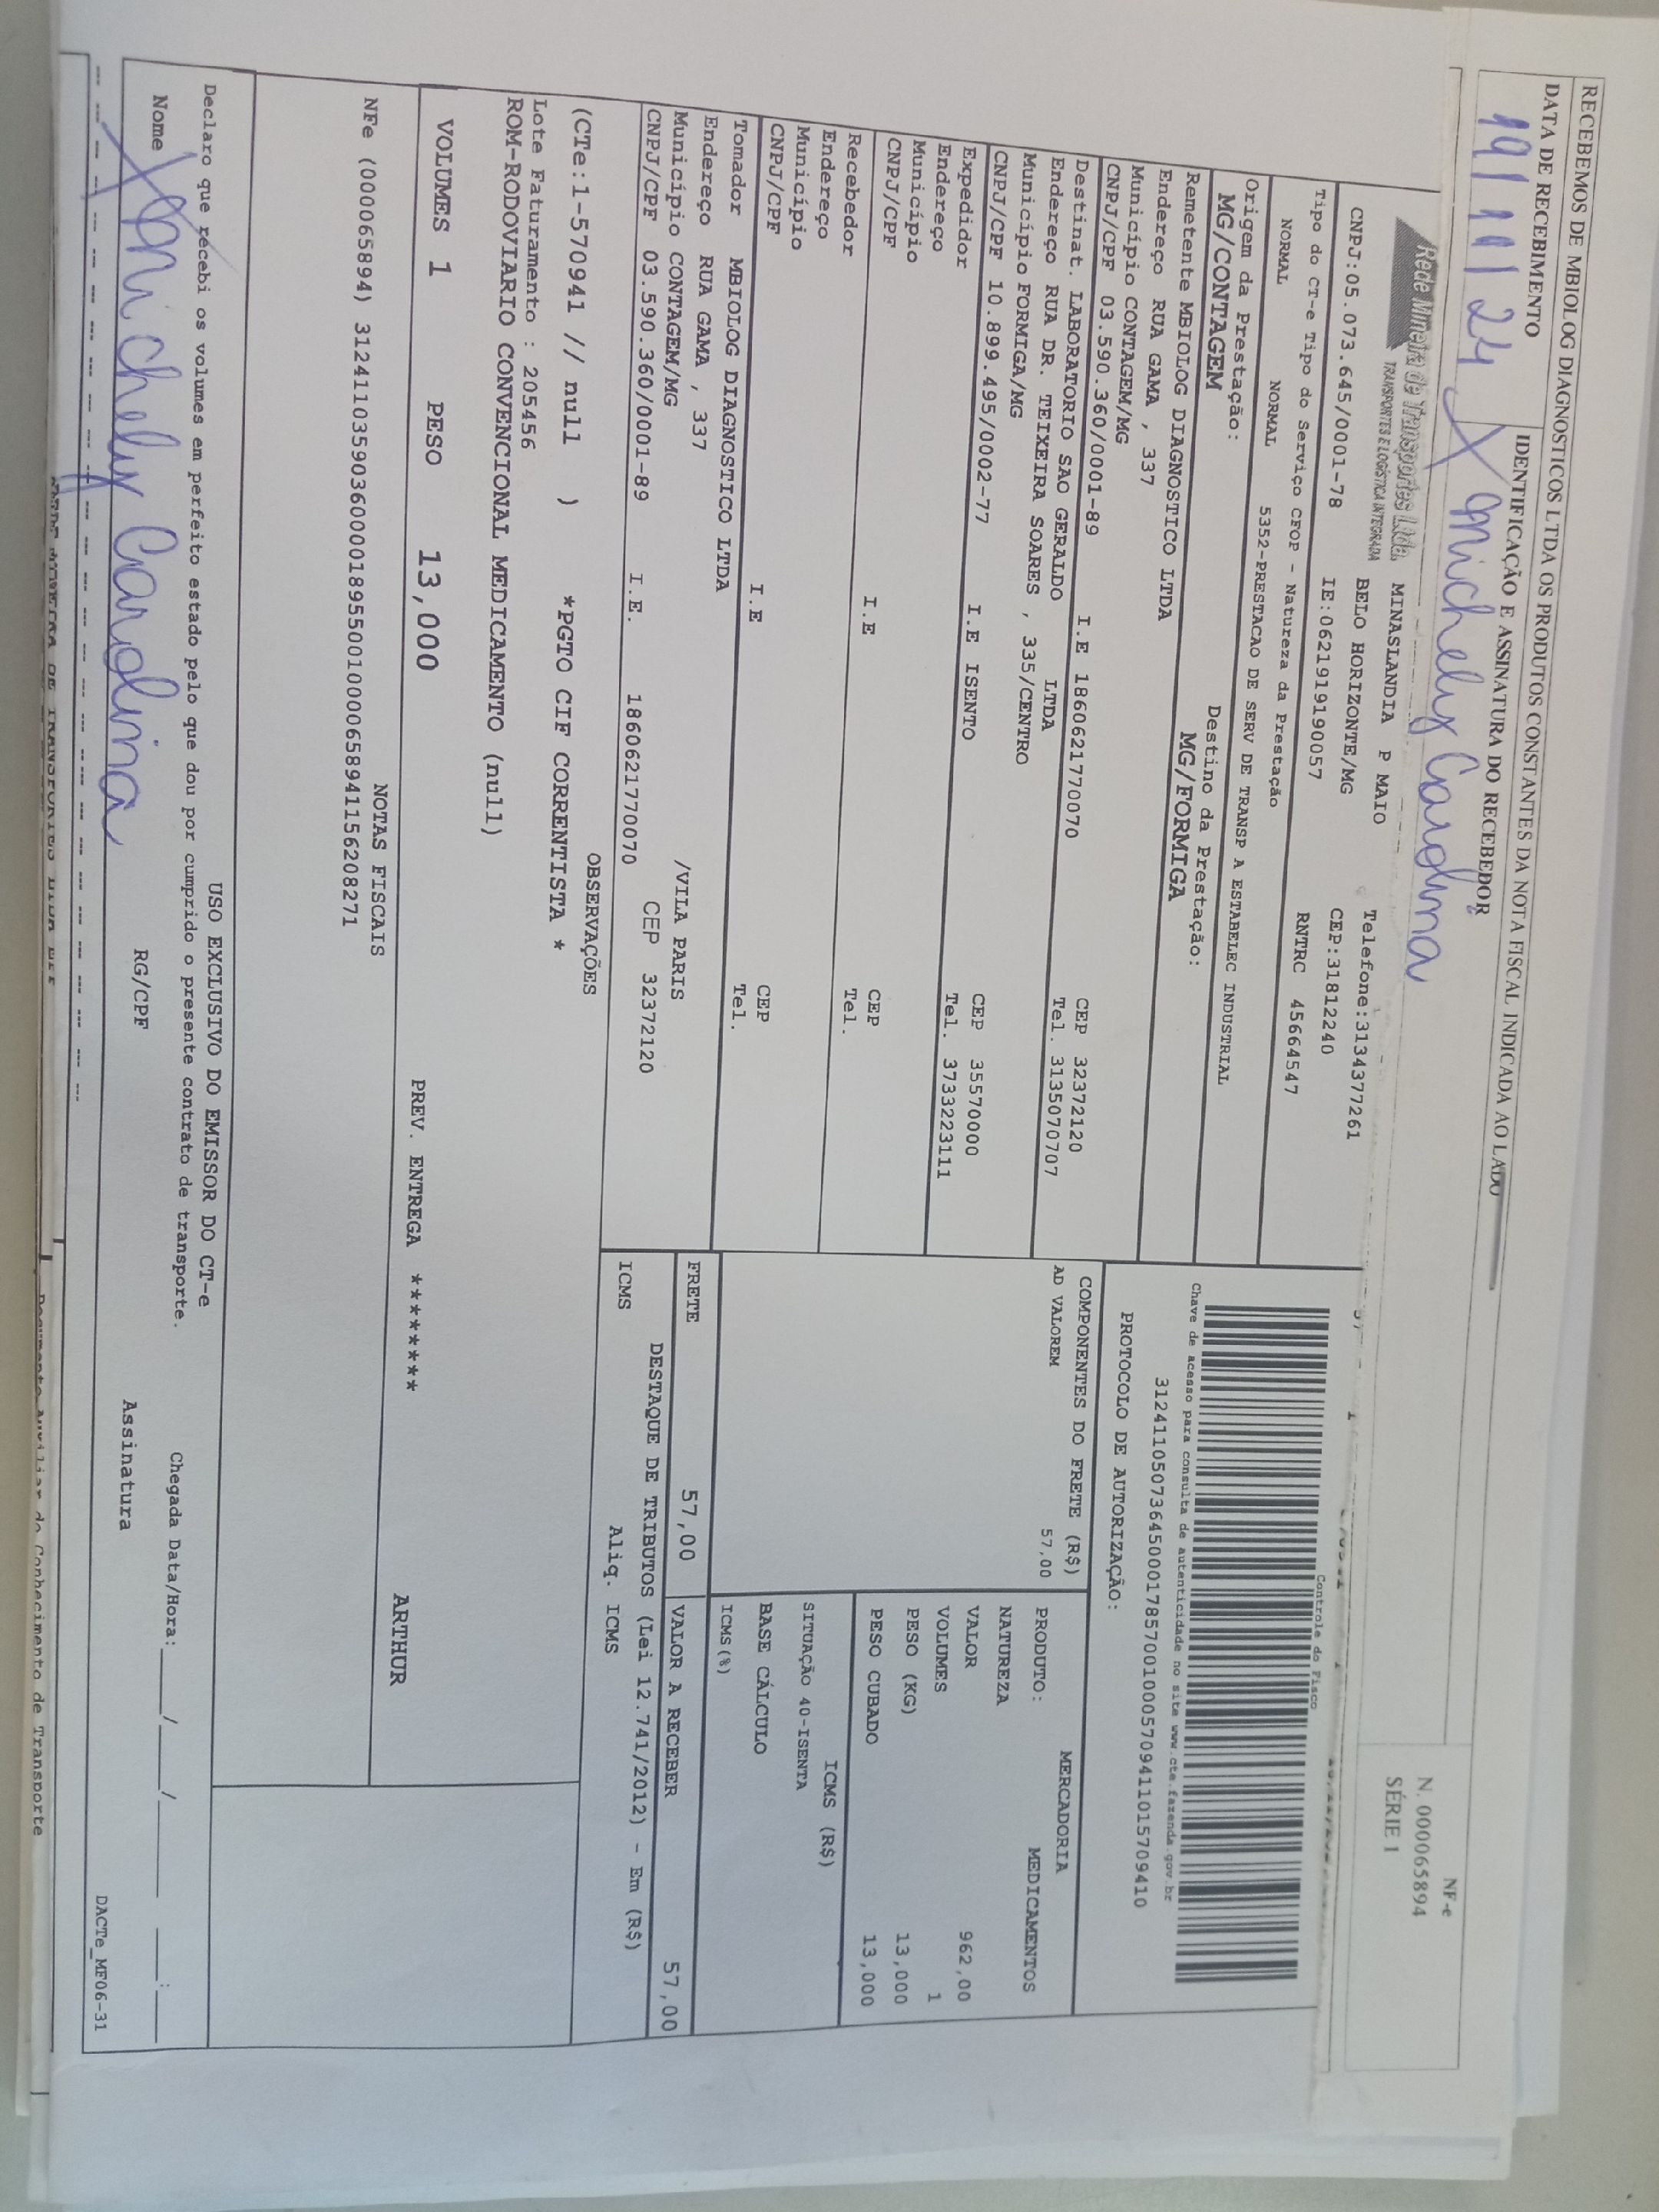 RECEBEMOS DE MBIOLOG DIAGNOSTICOS LTDA OS PRODUTOS CONSTANTES DA NOTA FISCAL INDICADA AO LADO
DATA DE RECEBIMENTO
IDENTIFICAÇÃO E ASSINATURA DO RECEBEDOR
19/11/24
X Michely Carolina
NF-e
N. 000065894
SÉRIE 1
Rede Mineira de Transportes Ltda.
TRANSPORTES E LOGÍSTICA INTEGRADA
MINASLANDIA P MAIO
BELO HORIZONTE/MG
Telefone:3134377261
CNPJ:05.073.645/0001-78
IE:0621919190057
CEP:31812240
RNTRC 45664547
Tipo do CT-e Tipo do Serviço CFOP - Natureza da Prestação
NORMAL NORMAL 5352-PRESTACAO DE SERV DE TRANSP A ESTABELEC INDUSTRIAL
Origem da Prestação: Destino da Prestação:
MG/CONTAGEM MG/FORMIGA
Controle do Fisco
Chave de acesso para consulta de autenticidade no site www.cte.fazenda.gov.br
31241105073645000178570010005709411015709410
PROTOCOLO DE AUTORIZAÇÃO:
Remetente MBIOLOG DIAGNOSTICO LTDA
Endereço RUA GAMA , 337
Município CONTAGEM/MG CEP 32372120
CNPJ/CPF 03.590.360/0001-89 I.E 1860621770070 Tel. 3135070707
Destinat. LABORATORIO SAO GERALDO LTDA
Endereço RUA DR. TEIXEIRA SOARES , 335/CENTRO
Município FORMIGA/MG CEP 35570000
CNPJ/CPF 10.899.495/0002-77 I.E ISENTO Tel. 3733223111
Expedidor
Endereço
Município CEP
CNPJ/CPF I.E Tel.
Recebedor
Endereço
Município CEP
CNPJ/CPF I.E Tel.
Tomador MBIOLOG DIAGNOSTICO LTDA
Endereço RUA GAMA , 337 /VILA PARIS
Município CONTAGEM/MG CEP 32372120
CNPJ/CPF 03.590.360/0001-89 I.E. 1860621770070
COMPONENTES DO FRETE (R$)
AD VALOREM 57,00
FRETE 57,00
MERCADORIA
PRODUTO: MEDICAMENTOS
NATUREZA
VALOR 962,00
VOLUMES 1
PESO (KG) 13,000
PESO CUBADO 13,000
ICMS (R$)
SITUAÇÃO 40-ISENTA
BASE CÁLCULO
ICMS(%)
VALOR A RECEBER 57,00
DESTAQUE DE TRIBUTOS (Lei 12.741/2012) - Em (R$)
ICMS Aliq. ICMS
OBSERVAÇÕES
(CTe:1-570941 // null ) *PGTO CIF CORRENTISTA *
Lote Faturamento : 205456
ROM-RODOVIARIO CONVENCIONAL MEDICAMENTO (null)
VOLUMES 1 PESO 13,000 PREV. ENTREGA ******** ARTHUR
NOTAS FISCAIS
NFe (000065894) 31241103590360000189550010000658941156208271
USO EXCLUSIVO DO EMISSOR DO CT-e
Declaro que recebi os volumes em perfeito estado pelo que dou por cumprido o presente contrato de transporte.
Chegada Data/Hora:____/____/______ ___:___
Nome X Michely Carolina RG/CPF Assinatura
DACTe_MF06-31
Documento Auxiliar do Conhecimento de Transporte